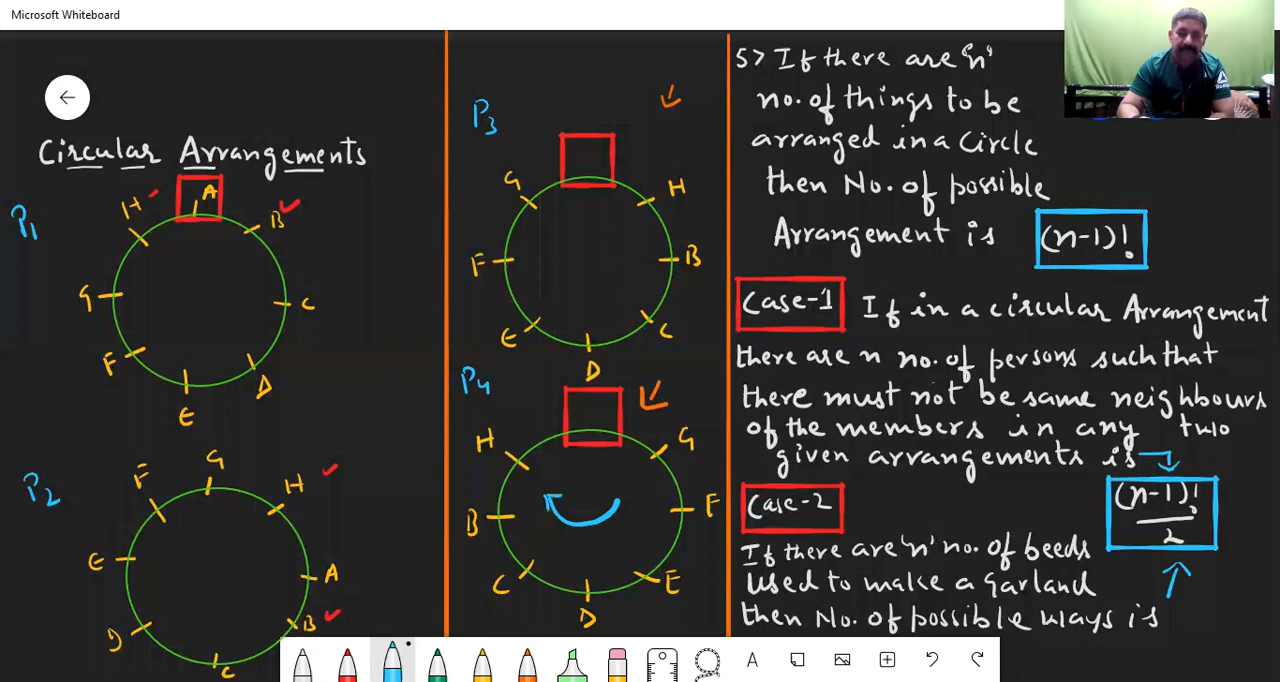 Microsoft Whiteboard
Circular Arrangements
P1
H
A
B
G
C
F
D
E
P2
G
F
H
E
A
D
B
C
P3
G
H
F
B
E
C
D
P4
H
G
B
F
C
E
D
5> If there are 'n'
no. of things to be
arranged in a circle
then No. of possible
Arrangement is (n-1)!
Case-1 If in a circular Arrangement
there are n no. of persons such that
there must not be same neighbours
of the members in any two
given arrangements is
(n-1)!
2
Case-2
If there are 'n' no. of beeds
used to make a garland
then No. of possible ways is
A